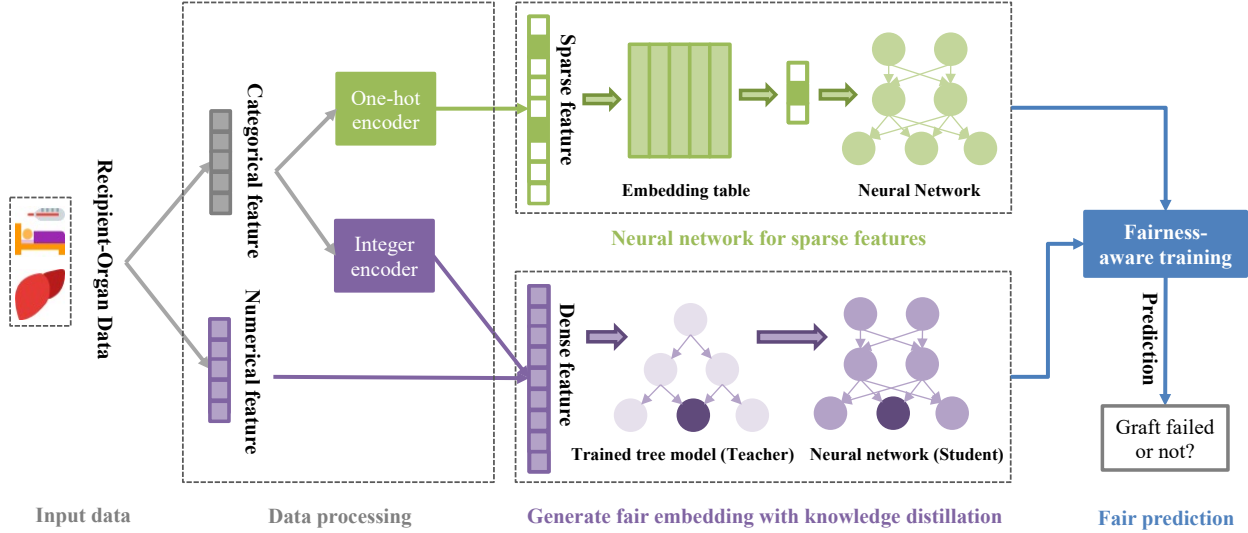 Recipient-Organ Data
Input data
Categorical feature
Numerical feature
One-hot
encoder
Integer
encoder
Data processing
Sparse feature
Embedding table
Neural Network
Neural network for sparse features
Dense feature
Trained tree model (Teacher)
Neural network (Student)
Generate fair embedding with knowledge distillation
Fairness-
aware training
Prediction
Graft failed
or not?
Fair prediction